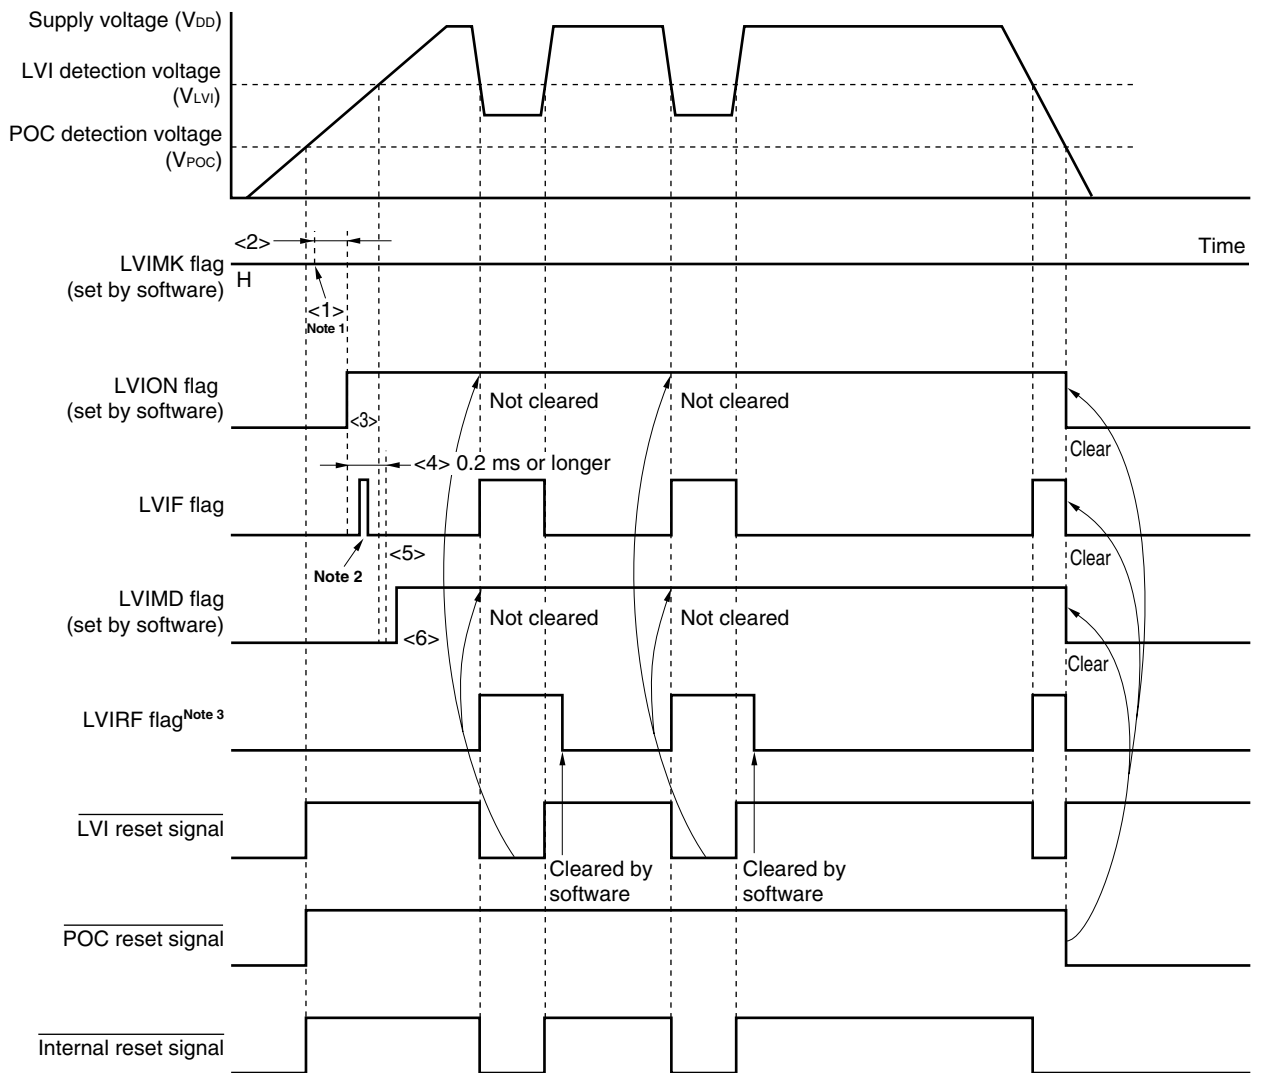 Supply voltage (VDD)
LVI detection voltage
(VLVI)
POC detection voltage
(VPOC)
<2>
Time
LVIMK flag
(set by software)
H
<1>
Note 1
LVION flag
(set by software)
Not cleared
Not cleared
<3>
Clear
<4> 0.2 ms or longer
LVIF flag
<5>
Clear
Note 2
LVIMD flag
(set by software)
Not cleared
Not cleared
<6>
Clear
LVIRF flagNote 3
LVI reset signal
Cleared by
software
Cleared by
software
POC reset signal
Internal reset signal